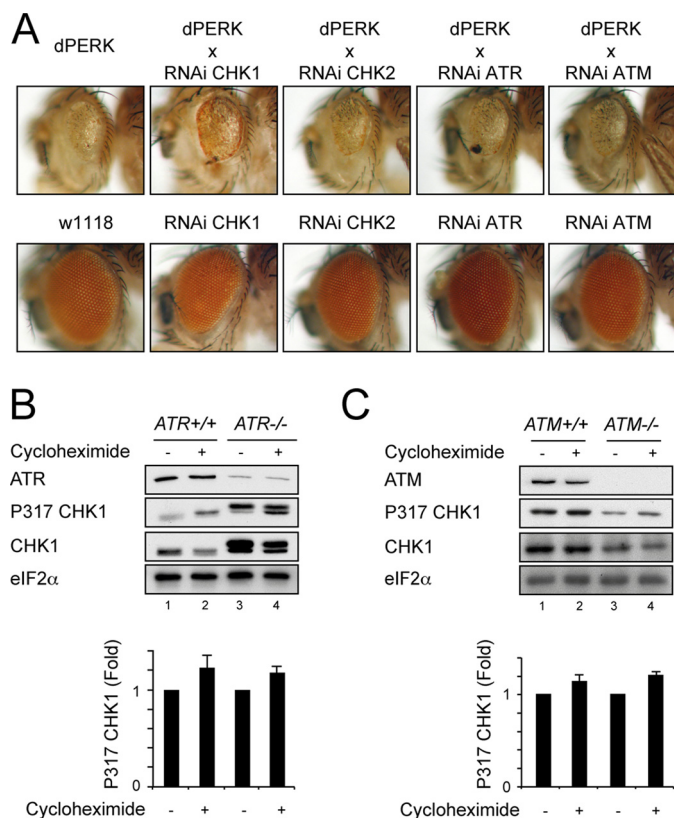 A
dPERK
dPERK x RNAi CHK1
dPERK x RNAi CHK2
dPERK x RNAi ATR
dPERK x RNAi ATM
w1118
RNAi CHK1
RNAi CHK2
RNAi ATR
RNAi ATM
B
ATR+/+ ATR-/-
Cycloheximide - + - +
ATR
P317 CHK1
CHK1
eIF2α
1 2 3 4
P317 CHK1 (Fold)
1
0
Cycloheximide - + - +
C
ATM+/+ ATM-/-
Cycloheximide - + - +
ATM
P317 CHK1
CHK1
eIF2α
1 2 3 4
P317 CHK1 (Fold)
1
0
Cycloheximide - + - +